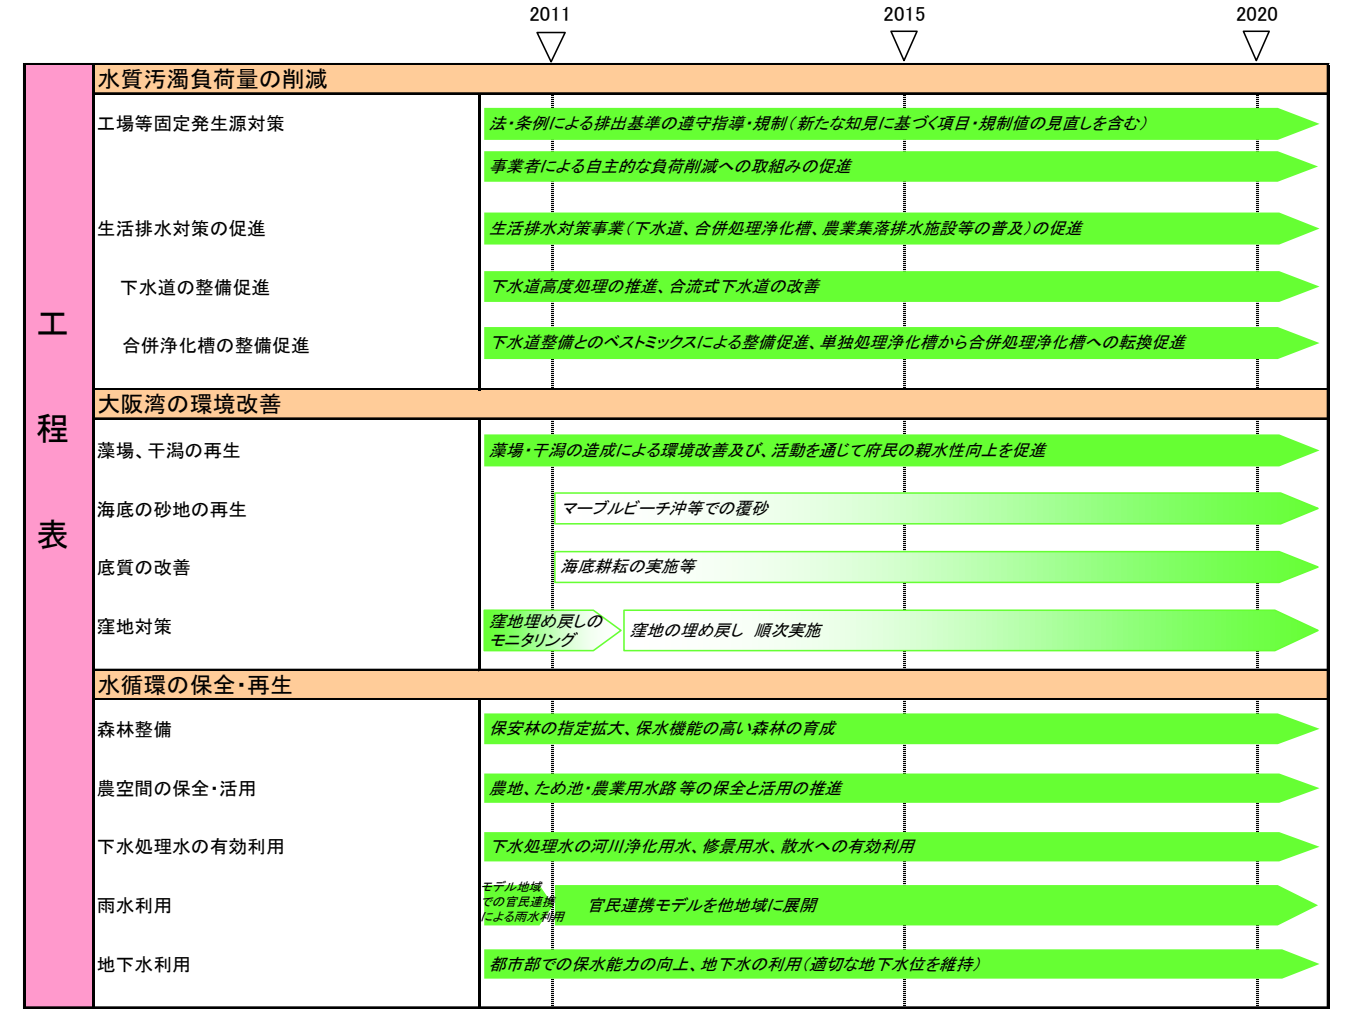 2011
2015
2020
工程表
水質汚濁負荷量の削減
工場等固定発生源対策
法・条例による排出基準の遵守指導・規制（新たな知見に基づく項目・規制値の見直しを含む）
事業者による自主的な負荷削減への取組みの促進
生活排水対策の促進
生活排水対策事業（下水道、合併処理浄化槽、農業集落排水施設等の普及）の促進
下水道の整備促進
下水道高度処理の推進、合流式下水道の改善
合併浄化槽の整備促進
下水道整備とのベストミックスによる整備促進、単独処理浄化槽から合併処理浄化槽への転換促進
大阪湾の環境改善
藻場、干潟の再生
藻場・干潟の造成による環境改善及び、活動を通じて府民の親水性向上を促進
海底の砂地の再生
マーブルビーチ沖等での覆砂
底質の改善
海底耕耘の実施等
窪地対策
窪地埋め戻しの
モニタリング
窪地の埋め戻し　順次実施
水循環の保全・再生
森林整備
保安林の指定拡大、保水機能の高い森林の育成
農空間の保全・活用
農地、ため池・農業用水路 等の保全と活用の推進
下水処理水の有効利用
下水処理水の河川浄化用水、修景用水、散水への有効利用
雨水利用
モデル地域
での官民連携
による雨水利用
官民連携モデルを他地域に展開
地下水利用
都市部での保水能力の向上、地下水の利用（適切な地下水位を維持）